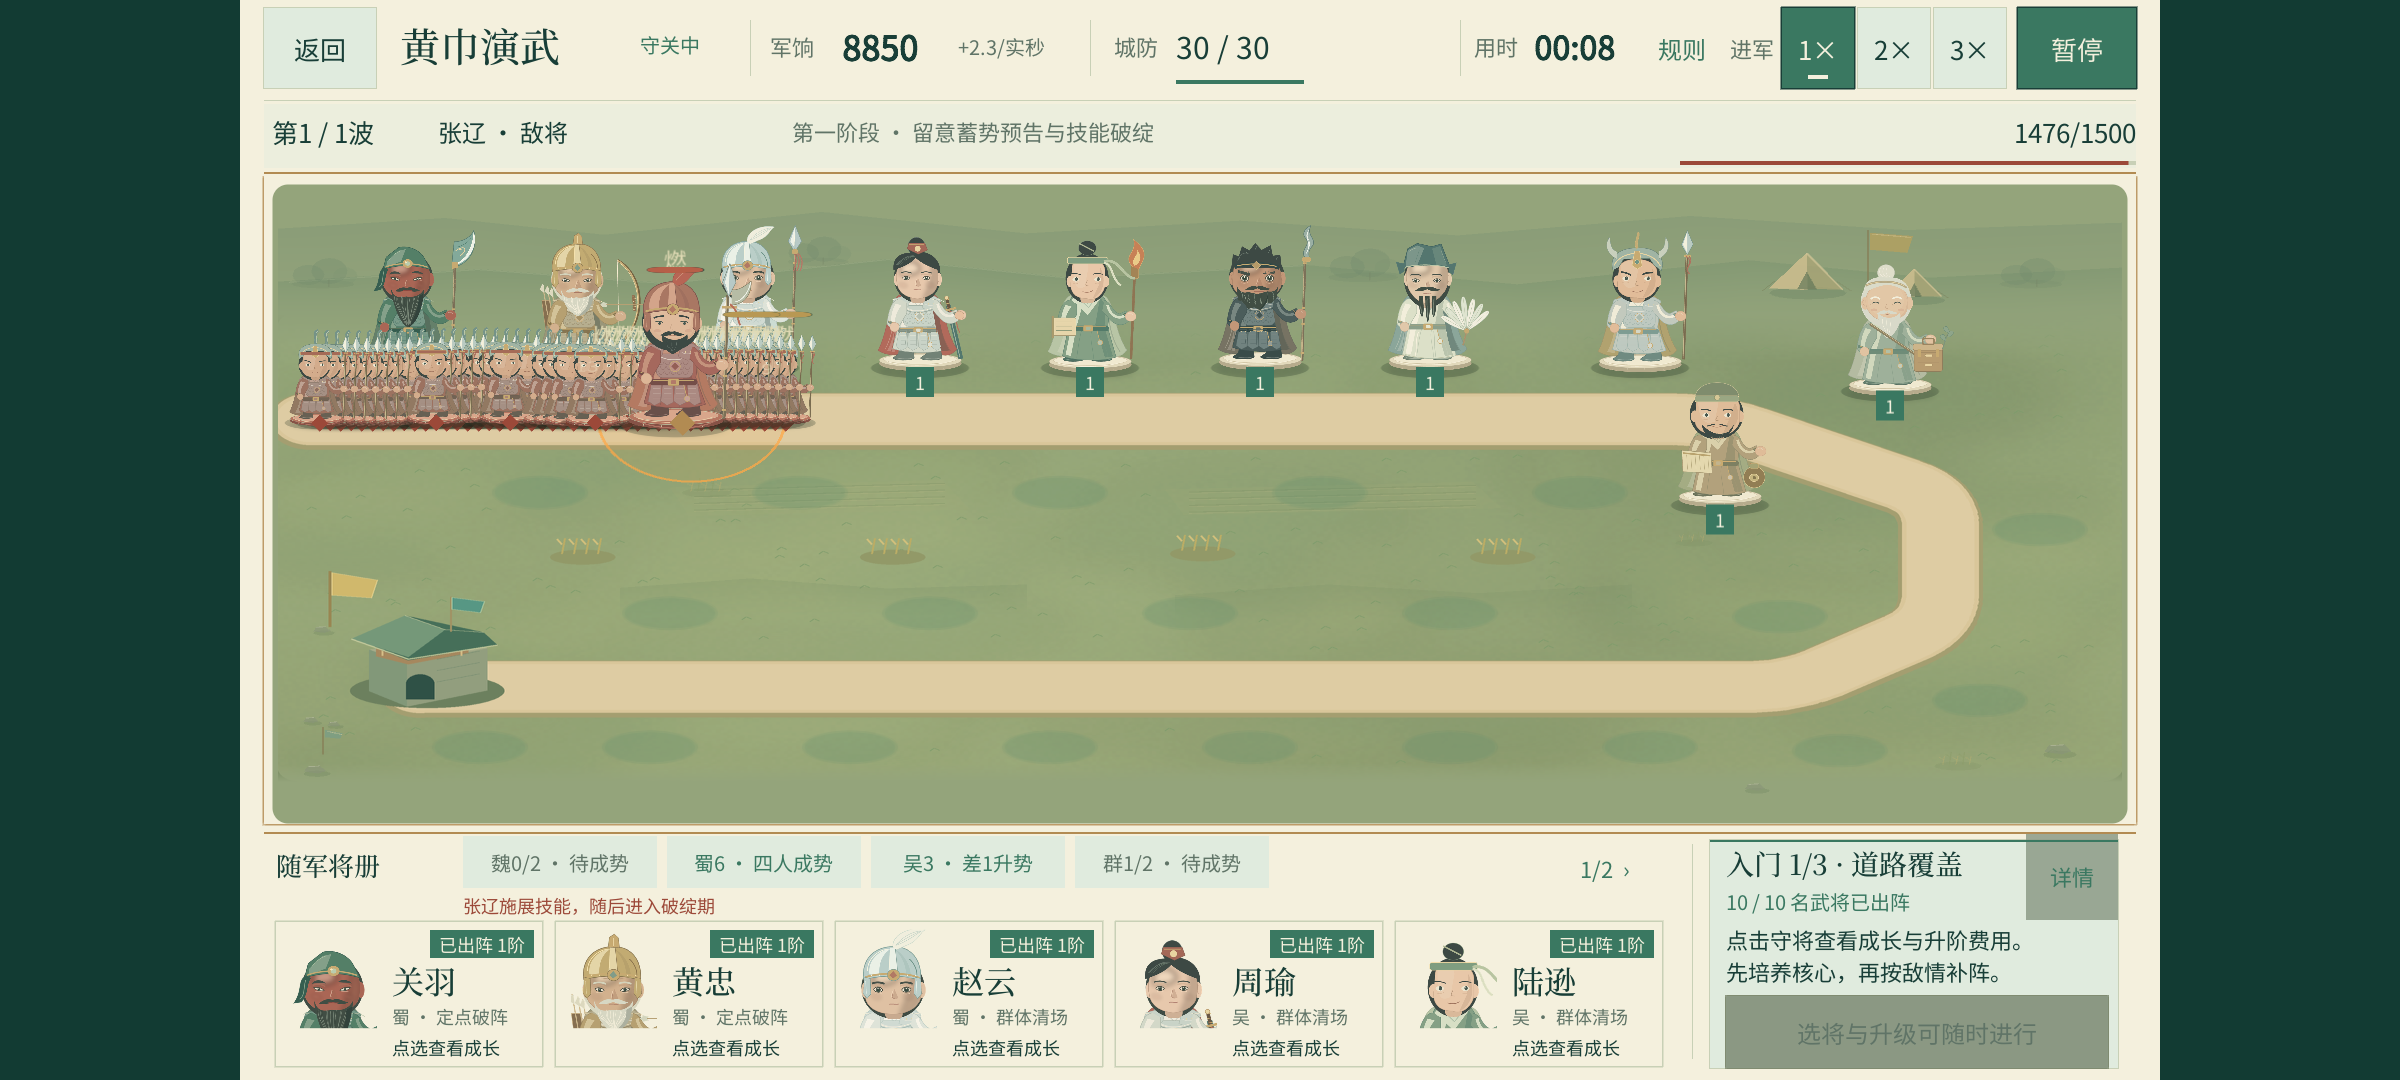 返回
黄巾演武
守关中
军饷 8850 +2.3/实秒
城防 30 / 30
用时 00:08
规则
进军 1× 2× 3×
暂停
第1 / 1波
张辽 · 敌将
第一阶段 · 留意蓄势预告与技能破绽
1476/1500
燃
1
1
1
1
1
1
随军将册
魏0/2 · 待成势
蜀6 · 四人成势
吴3 · 差1升势
群1/2 · 待成势
1/2 ›
张辽施展技能，随后进入破绽期
已出阵 1阶
关羽
蜀 · 定点破阵
点选查看成长
已出阵 1阶
黄忠
蜀 · 定点破阵
点选查看成长
已出阵 1阶
赵云
蜀 · 群体清场
点选查看成长
已出阵 1阶
周瑜
吴 · 群体清场
点选查看成长
已出阵 1阶
陆逊
吴 · 群体清场
点选查看成长
入门 1/3 · 道路覆盖
详情
10 / 10 名武将已出阵
点击守将查看成长与升阶费用。
先培养核心，再按敌情补阵。
选将与升级可随时进行